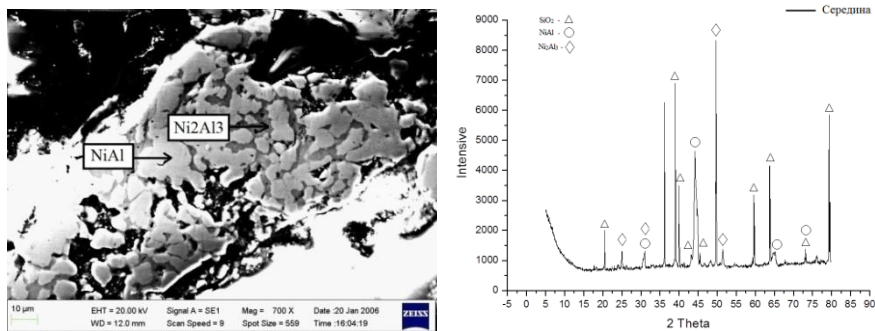 Ni2Al3
NiAl
10 µm
EHT = 20.00 kV Signal A = SE1 Mag = 700 X Date :20 Jan 2006
WD = 12.0 mm Scan Speed = 9 Spot Size = 559 Time :16:04:19
ZEISS
Середина
SiO₂ -
NiAl -
Ni₂Al₃ -
Intensive
9000
8000
7000
6000
5000
4000
3000
2000
1000
0
-5 0 5 10 15 20 25 30 35 40 45 50 55 60 65 70 75 80 85 90
2 Theta